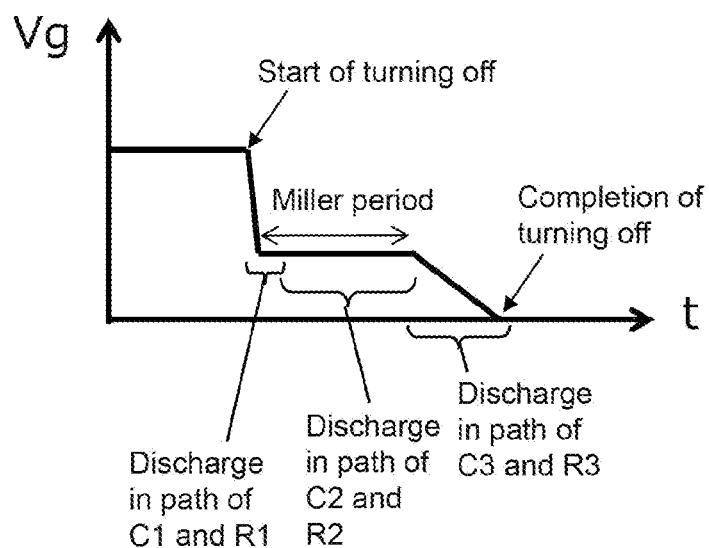 Vg
Start of turning off
Miller period
Completion of
turning off
t
Discharge
in path of
C1 and R1
Discharge
in path of
C2 and
R2
Discharge
in path of
C3 and R3